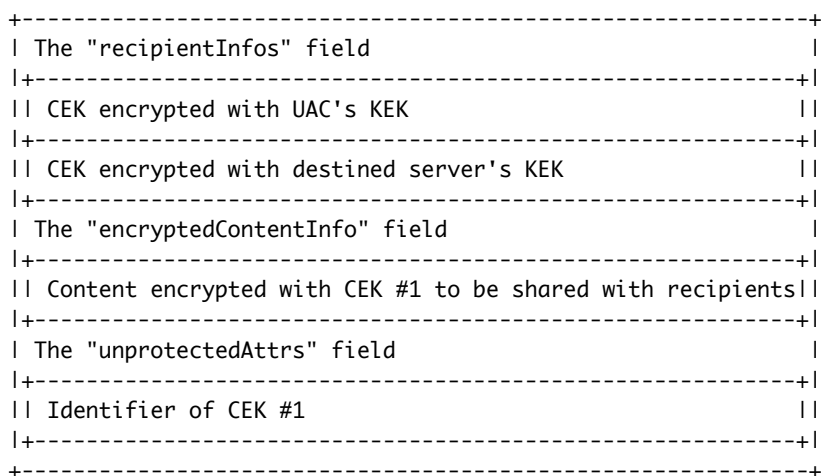 +-------------------------------------------------------------+
| The "recipientInfos" field                                  |
|+-----------------------------------------------------------+|
|| CEK encrypted with UAC's KEK                              ||
|+-----------------------------------------------------------+|
|| CEK encrypted with destined server's KEK                  ||
|+-----------------------------------------------------------+|
| The "encryptedContentInfo" field                            |
|+-----------------------------------------------------------+|
|| Content encrypted with CEK #1 to be shared with recipients||
|+-----------------------------------------------------------+|
| The "unprotectedAttrs" field                                |
|+-----------------------------------------------------------+|
|| Identifier of CEK #1                                      ||
|+-----------------------------------------------------------+|
+-------------------------------------------------------------+